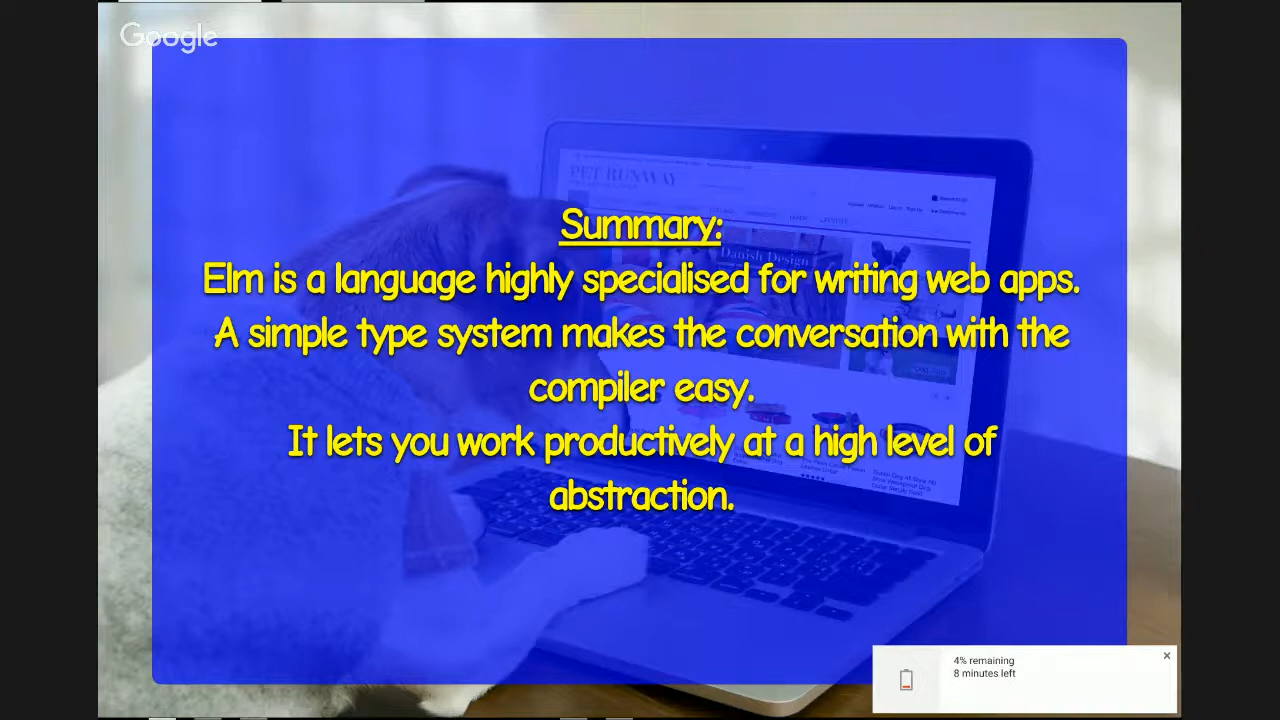 Google
PET RUNAWAY
Danish Design
Summary:
Elm is a language highly specialised for writing web apps.
A simple type system makes the conversation with the
compiler easy.
It lets you work productively at a high level of
abstraction.
4% remaining
8 minutes left